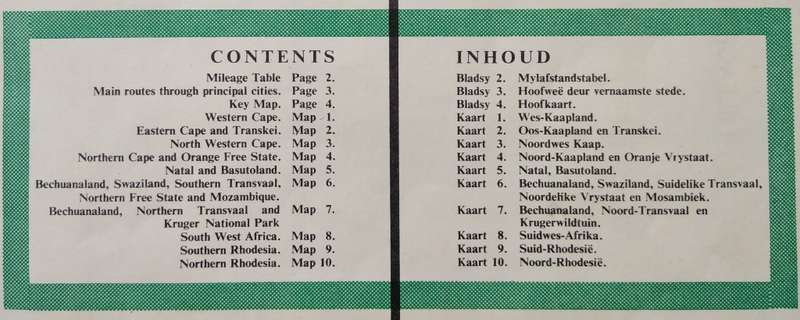 CONTENTS
Mileage Table Page 2.
Main routes through principal cities. Page 3.
Key Map. Page 4.
Western Cape. Map 1.
Eastern Cape and Transkei. Map 2.
North Western Cape. Map 3.
Northern Cape and Orange Free State. Map 4.
Natal and Basutoland. Map 5.
Bechuanaland, Swaziland, Southern Transvaal, Map 6.
Northern Free State and Mozambique.
Bechuanaland, Northern Transvaal and Map 7.
Kruger National Park
South West Africa. Map 8.
Southern Rhodesia. Map 9.
Northern Rhodesia. Map 10.
INHOUD
Bladsy 2. Mylafstandstabel.
Bladsy 3. Hoofweë deur vernaamste stede.
Bladsy 4. Hoofkaart.
Kaart 1. Wes-Kaapland.
Kaart 2. Oos-Kaapland en Transkei.
Kaart 3. Noordwes Kaap.
Kaart 4. Noord-Kaapland en Oranje Vrystaat.
Kaart 5. Natal, Basutoland.
Kaart 6. Bechuanaland, Swaziland, Suidelike Transvaal,
Noordelike Vrystaat en Mosambiek.
Kaart 7. Bechuanaland, Noord-Transvaal en
Krugerwildtuin.
Kaart 8. Suidwes-Afrika.
Kaart 9. Suid-Rhodesië.
Kaart 10. Noord-Rhodesië.